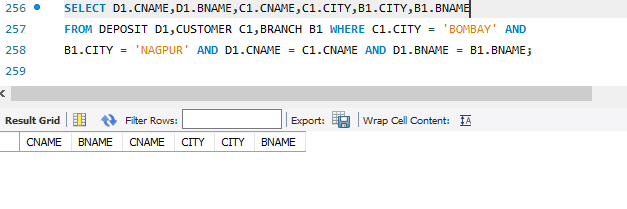 256 SELECT D1.CNAME,D1.BNAME,C1.CNAME,C1.CITY,B1.CITY,B1.BNAME
257 FROM DEPOSIT D1,CUSTOMER C1,BRANCH B1 WHERE C1.CITY = 'BOMBAY' AND
258 B1.CITY = 'NAGPUR' AND D1.CNAME = C1.CNAME AND D1.BNAME = B1.BNAME;
259
Result Grid Filter Rows: Export: Wrap Cell Content: IA
CNAME BNAME CNAME CITY CITY BNAME